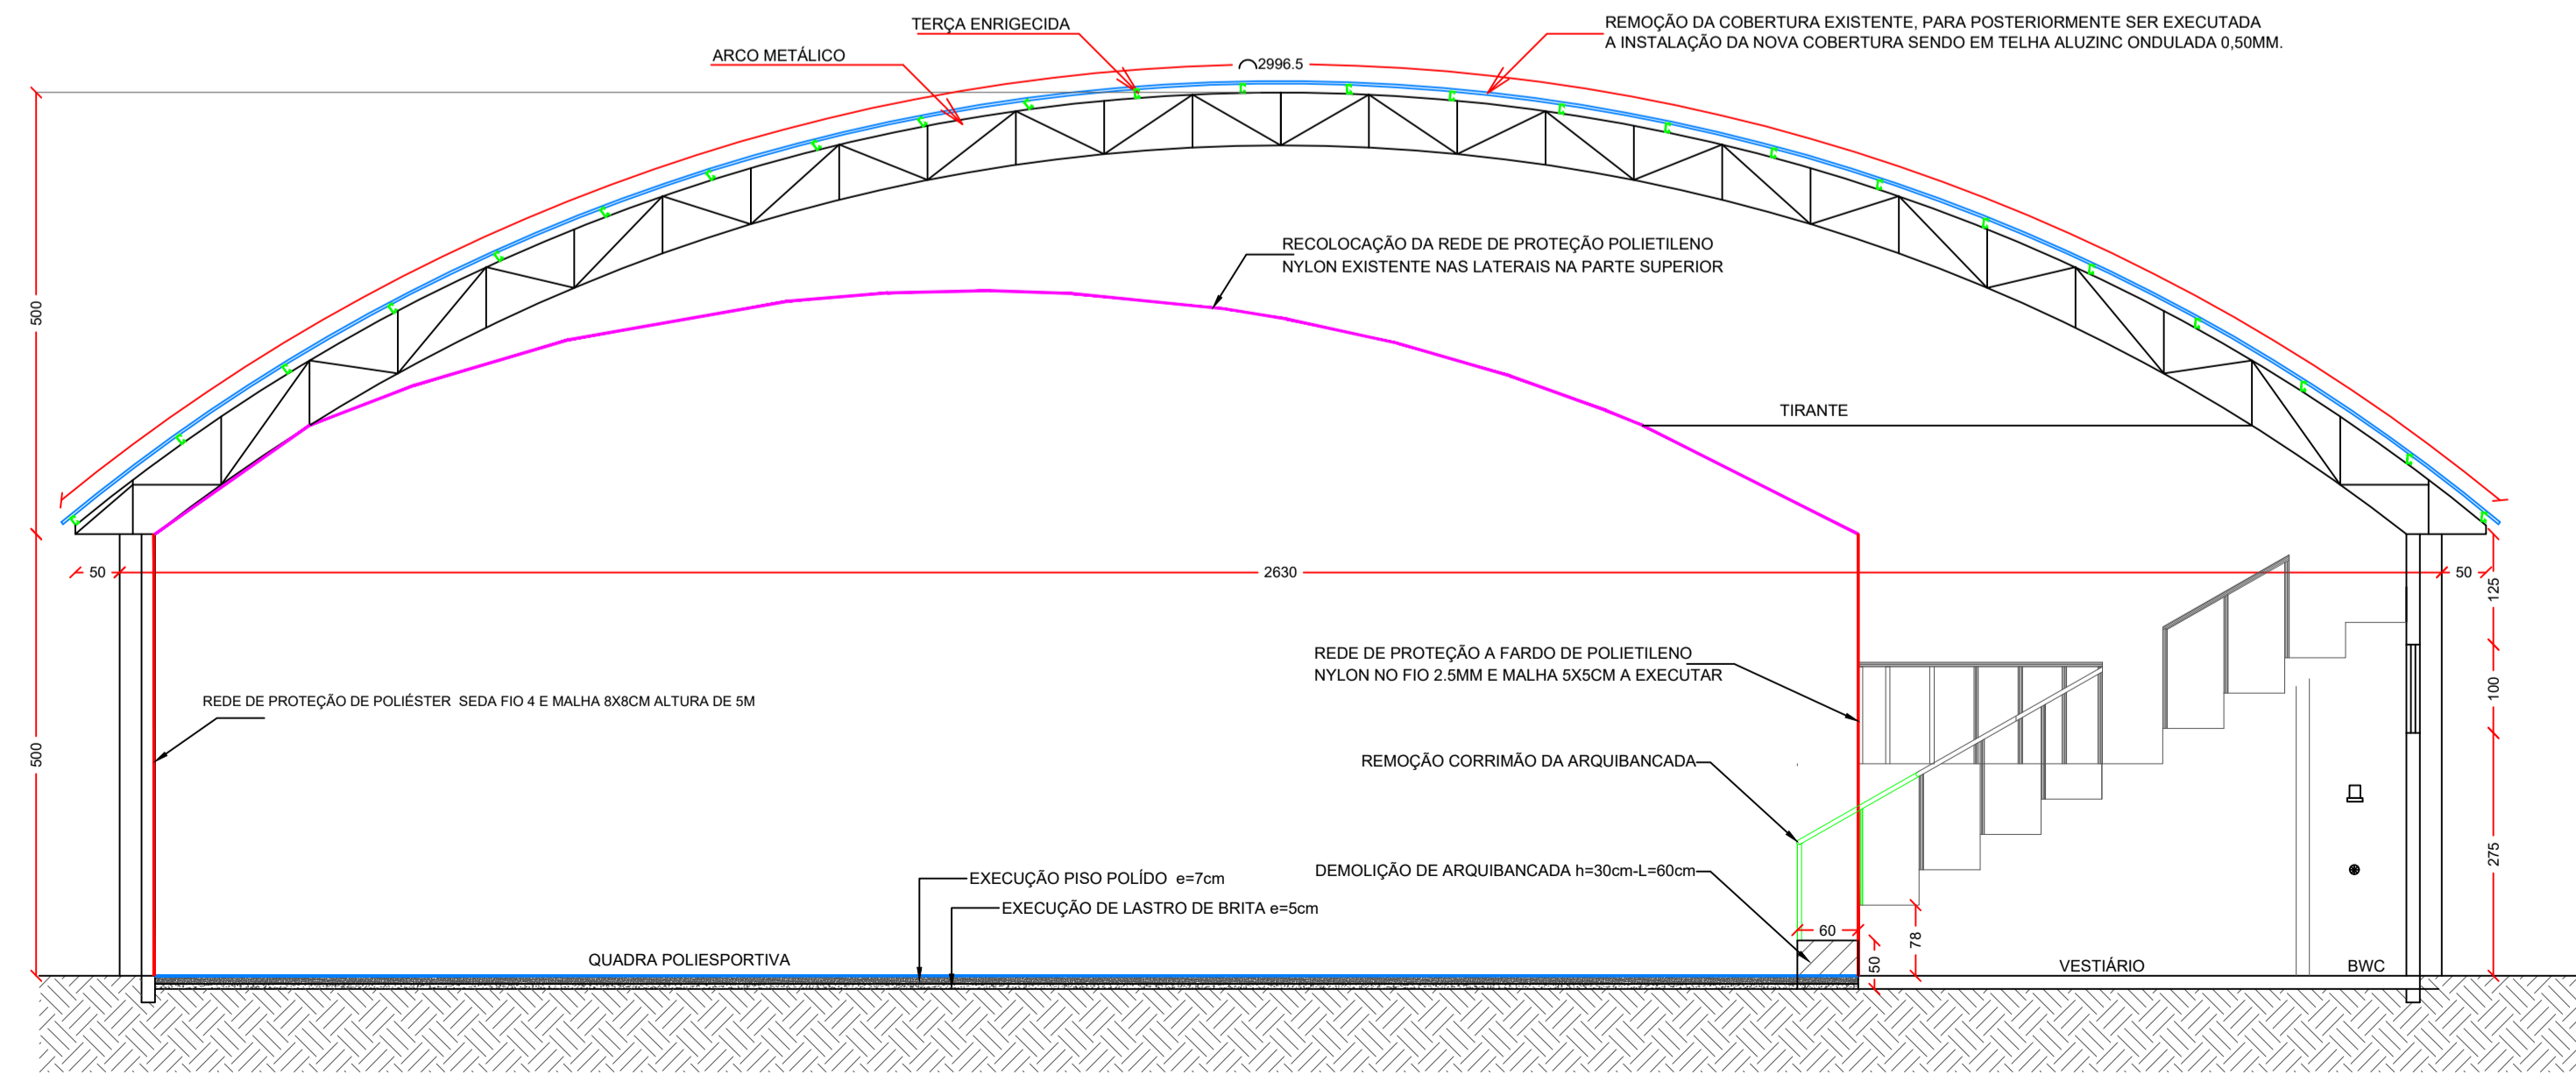 TERÇA ENRIGECIDA
REMOÇÃO DA COBERTURA EXISTENTE, PARA POSTERIORMENTE SER EXECUTADA
A INSTALAÇÃO DA NOVA COBERTURA SENDO EM TELHA ALUZINC ONDULADA 0,50MM.
ARCO METÁLICO
2996.5
RECOLOCAÇÃO DA REDE DE PROTEÇÃO POLIETILENO
NYLON EXISTENTE NAS LATERAIS NA PARTE SUPERIOR
500
TIRANTE
50
2630
50
125
REDE DE PROTEÇÃO A FARDO DE POLIETILENO
NYLON NO FIO 2.5MM E MALHA 5X5CM A EXECUTAR
REDE DE PROTEÇÃO DE POLIÉSTER SEDA FIO 4 E MALHA 8X8CM ALTURA DE 5M
100
500
REMOÇÃO CORRIMÃO DA ARQUIBANCADA
275
DEMOLIÇÃO DE ARQUIBANCADA h=30cm-L=60cm
EXECUÇÃO PISO POLÍDO e=7cm
EXECUÇÃO DE LASTRO DE BRITA e=5cm
60
78
50
QUADRA POLIESPORTIVA
VESTIÁRIO
BWC